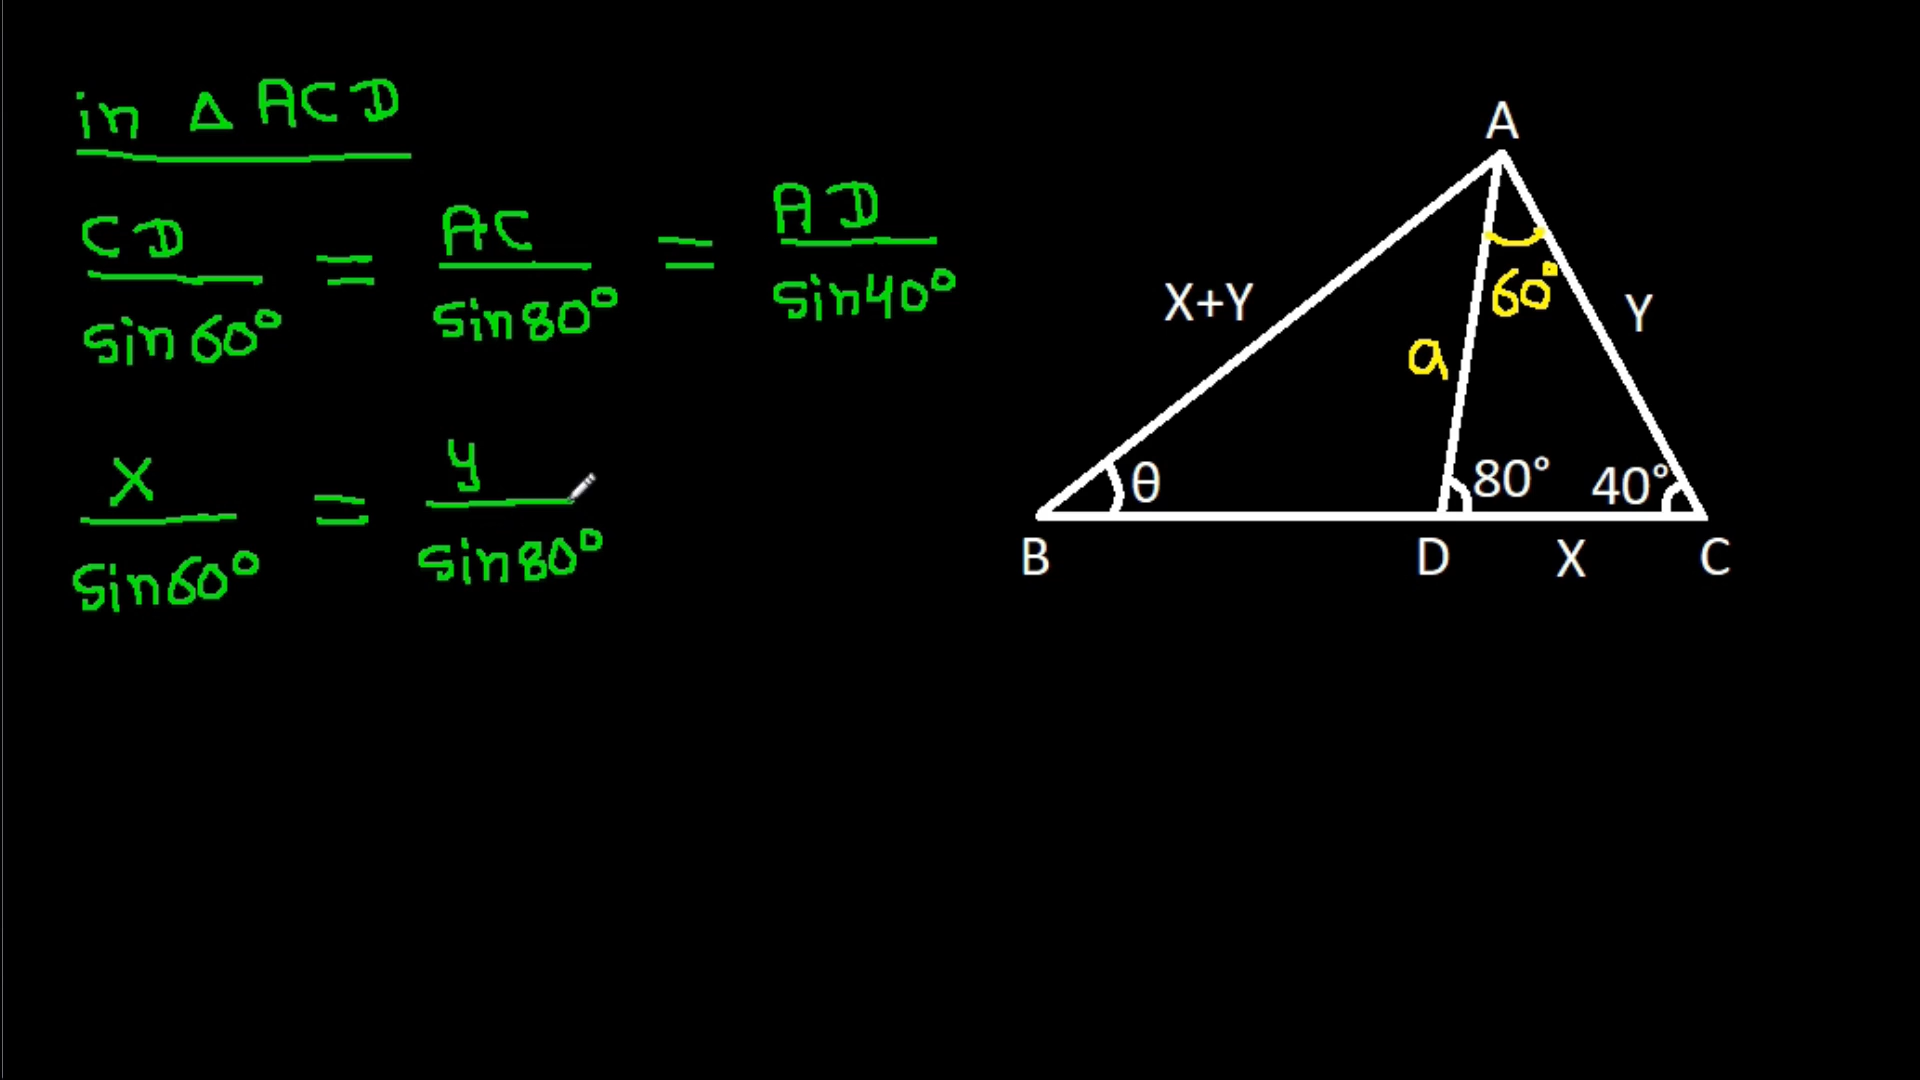 in Δ ACD
CD/sin 60° = AC/sin 80° = AD/sin 40°
X/sin 60° = y/sin 80°
A
X+Y
60°
Y
a
θ
80°
40°
B
D
X
C